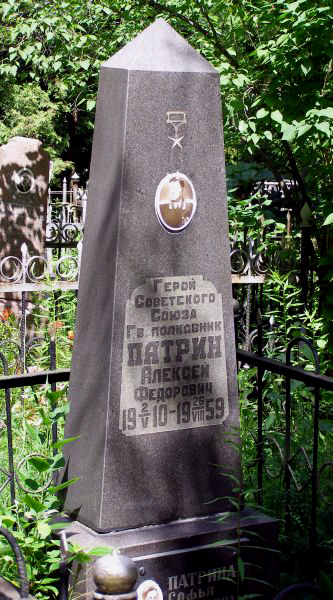 Герой
Советского
Союза
Гв. полковник
ПАТРИН
Алексей
Федорович
19 2/V 10-19 26/VIII 59
ПАТРИНА
Софья